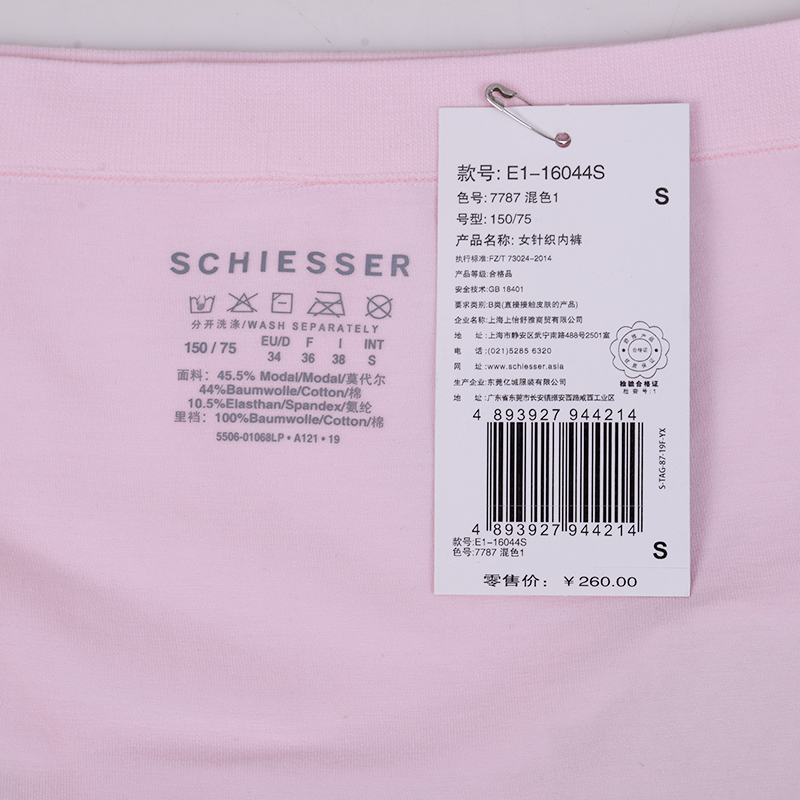 SCHIESSER
分开洗涤/WASH SEPARATELY
150/75 EU/D 34 F 36 I 38 INT S
面料: 45.5% Modal/Modal/莫代尔
44%Baumwolle/Cotton/棉
10.5%Elasthan/Spandex/氨纶
里裆: 100%Baumwolle/Cotton/棉
5506-01068LP • A121 • 19
款号: E1-16044S
色号: 7787 混色1
S
号型: 150/75
产品名称: 女针织内裤
执行标准:FZ/T 73024-2014
产品等级:合格品
安全技术:GB 18401
要求类别:B类(直接接触皮肤的产品)
企业名称:上海上怡舒雅商贸有限公司
地 址:上海市静安区武宁南路488号2501室
电 话:(021)5285 6320
网 址:www.schiesser.asia
生产企业:东莞亿城服装有限公司
地 址:广东省东莞市长安镇维安西路咸西工业区
合格证
检验合格证
4 893927 944214
4 893927 944214
S-TAG-87-19F-YX
款号:E1-16044S
色号:7787 混色1
S
零售价: ￥260.00